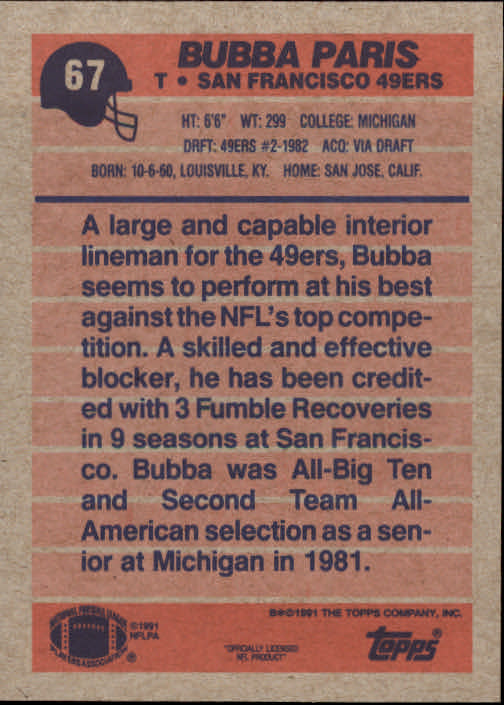 67
BUBBA PARIS
T • SAN FRANCISCO 49ERS
HT: 6'6" WT: 299 COLLEGE: MICHIGAN
DRFT: 49ERS #2-1982 ACQ: VIA DRAFT
BORN: 10-6-60, LOUISVILLE, KY. HOME: SAN JOSE, CALIF.
A large and capable interior
lineman for the 49ers, Bubba
seems to perform at his best
against the NFL's top compe-
tition. A skilled and effective
blocker, he has been credit-
ed with 3 Fumble Recoveries
in 9 seasons at San Francis-
co. Bubba was All-Big Ten
and Second Team All-
American selection as a sen-
ior at Michigan in 1981.
NATIONAL FOOTBALL LEAGUE
PLAYERS ASSOCIATION ®
©1991
NFLPA
"OFFICIALLY LICENSED
NFL PRODUCT"
B✱©1991 THE TOPPS COMPANY, INC.
topps®